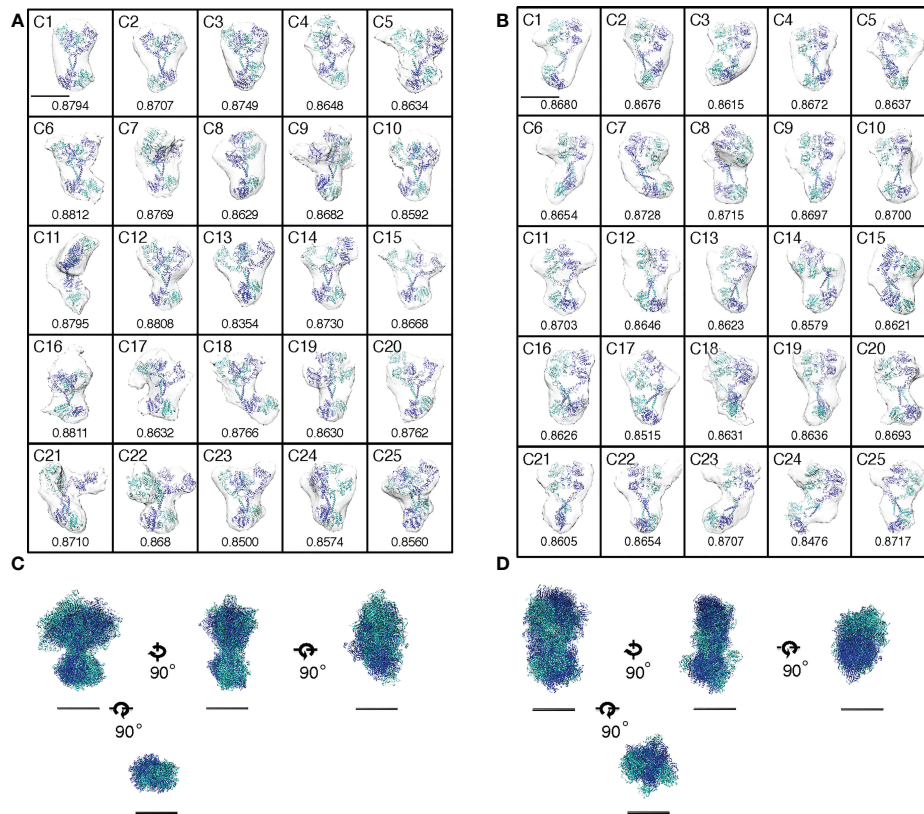 A
C1 C2 C3 C4 C5
0.8794 0.8707 0.8749 0.8648 0.8634
C6 C7 C8 C9 C10
0.8812 0.8769 0.8629 0.8682 0.8592
C11 C12 C13 C14 C15
0.8795 0.8808 0.8354 0.8730 0.8668
C16 C17 C18 C19 C20
0.8811 0.8632 0.8766 0.8630 0.8762
C21 C22 C23 C24 C25
0.8710 0.868 0.8500 0.8574 0.8560
B
C1 C2 C3 C4 C5
0.8680 0.8676 0.8615 0.8672 0.8637
C6 C7 C8 C9 C10
0.8654 0.8728 0.8715 0.8697 0.8700
C11 C12 C13 C14 C15
0.8703 0.8646 0.8623 0.8579 0.8621
C16 C17 C18 C19 C20
0.8626 0.8515 0.8631 0.8636 0.8693
C21 C22 C23 C24 C25
0.8605 0.8654 0.8707 0.8476 0.8717
C
90° 90°
90°
D
90° 90°
90°